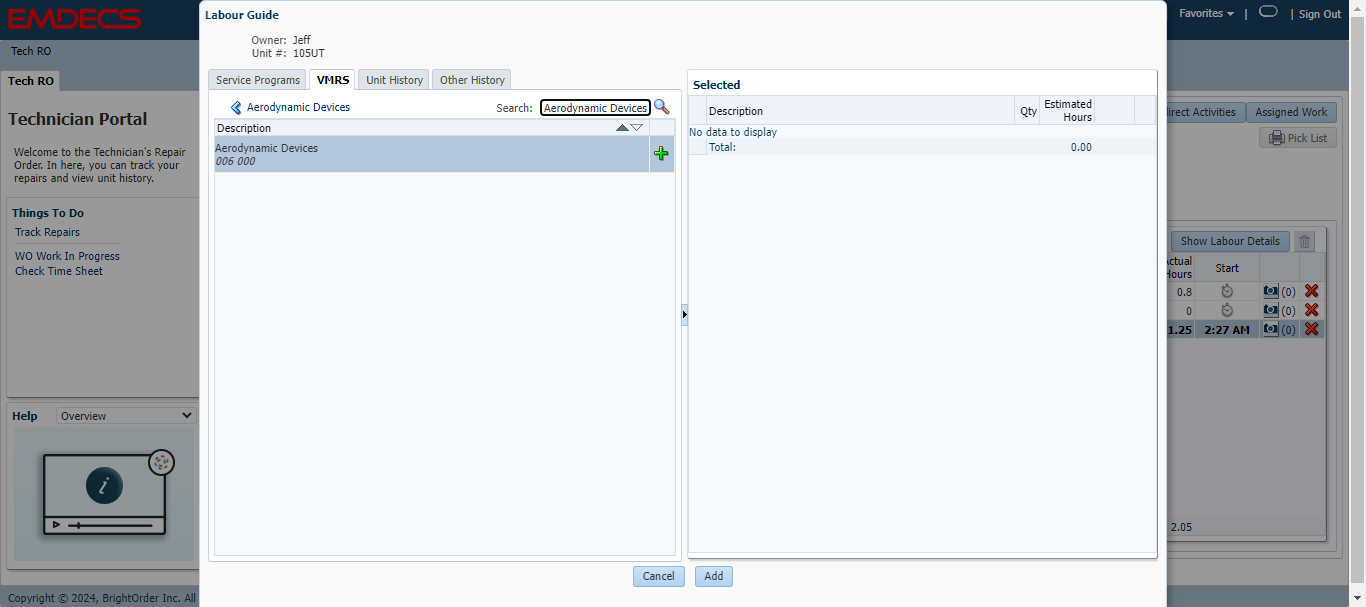 EMDECS
Favorites | | Sign Out
Tech RO
Tech RO
Technician Portal
Welcome to the Technician's Repair
Order. In here, you can track your
repairs and view unit history.
Things To Do
Track Repairs
WO Work In Progress
Check Time Sheet
Help Overview
i
Copyright © 2024, BrightOrder Inc. All
Labour Guide
Owner: Jeff
Unit #: 105UT
Service Programs VMRS Unit History Other History
Aerodynamic Devices Search: Aerodynamic Devices
Description
Aerodynamic Devices
006 000
Selected
Description Qty Estimated
Hours
No data to display
Total: 0.00
Cancel Add
irect Activities Assigned Work
Pick List
Show Labour Details
Actual
Hours Start
0.8 (0)
0 (0)
1.25 2:27 AM (0)
2.05